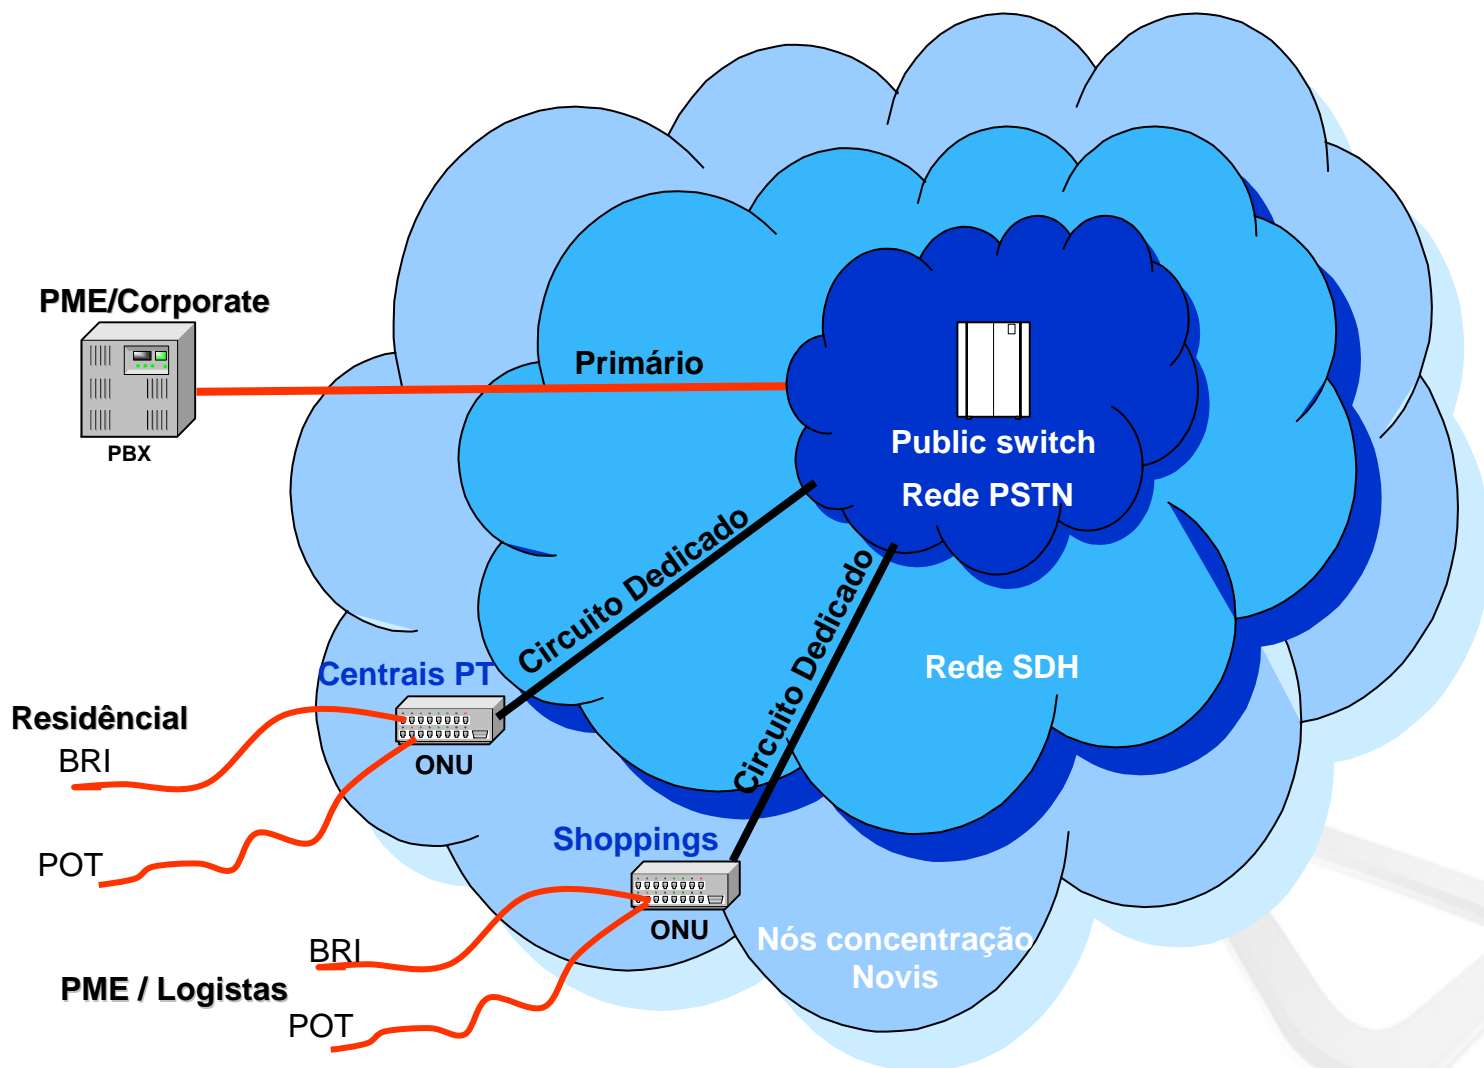 PME/Corporate
Primário
PBX
Public switch
Rede PSTN
Circuito Dedicado
Circuito Dedicado
Centrais PT
Rede SDH
Residêncial
BRI
ONU
Shoppings
POT
ONU
Nós concentração
Novis
BRI
PME / Logistas
POT